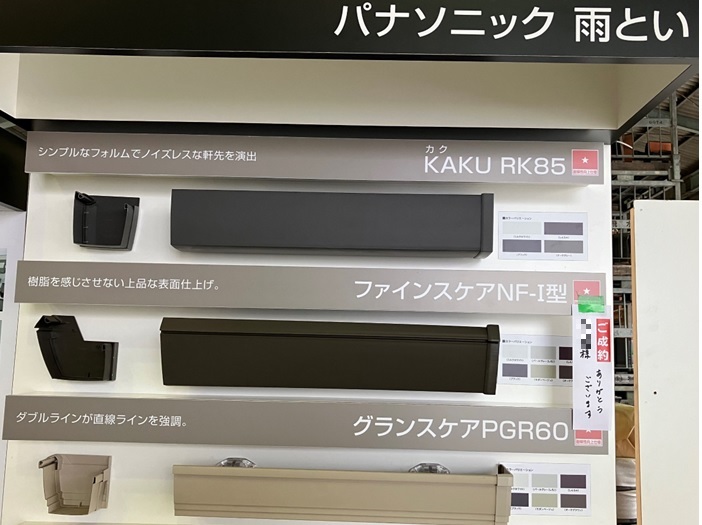 パナソニック 雨とい
シンプルなフォルムでノイズレスな軒先を演出
カク
KAKU RK85
樹脂を感じさせない上品な表面仕上げ。
ファインスケアNF-I型
ご成約
様
ありがとう
ございます
ダブルラインが直線ラインを強調。
グランスケアPGR60